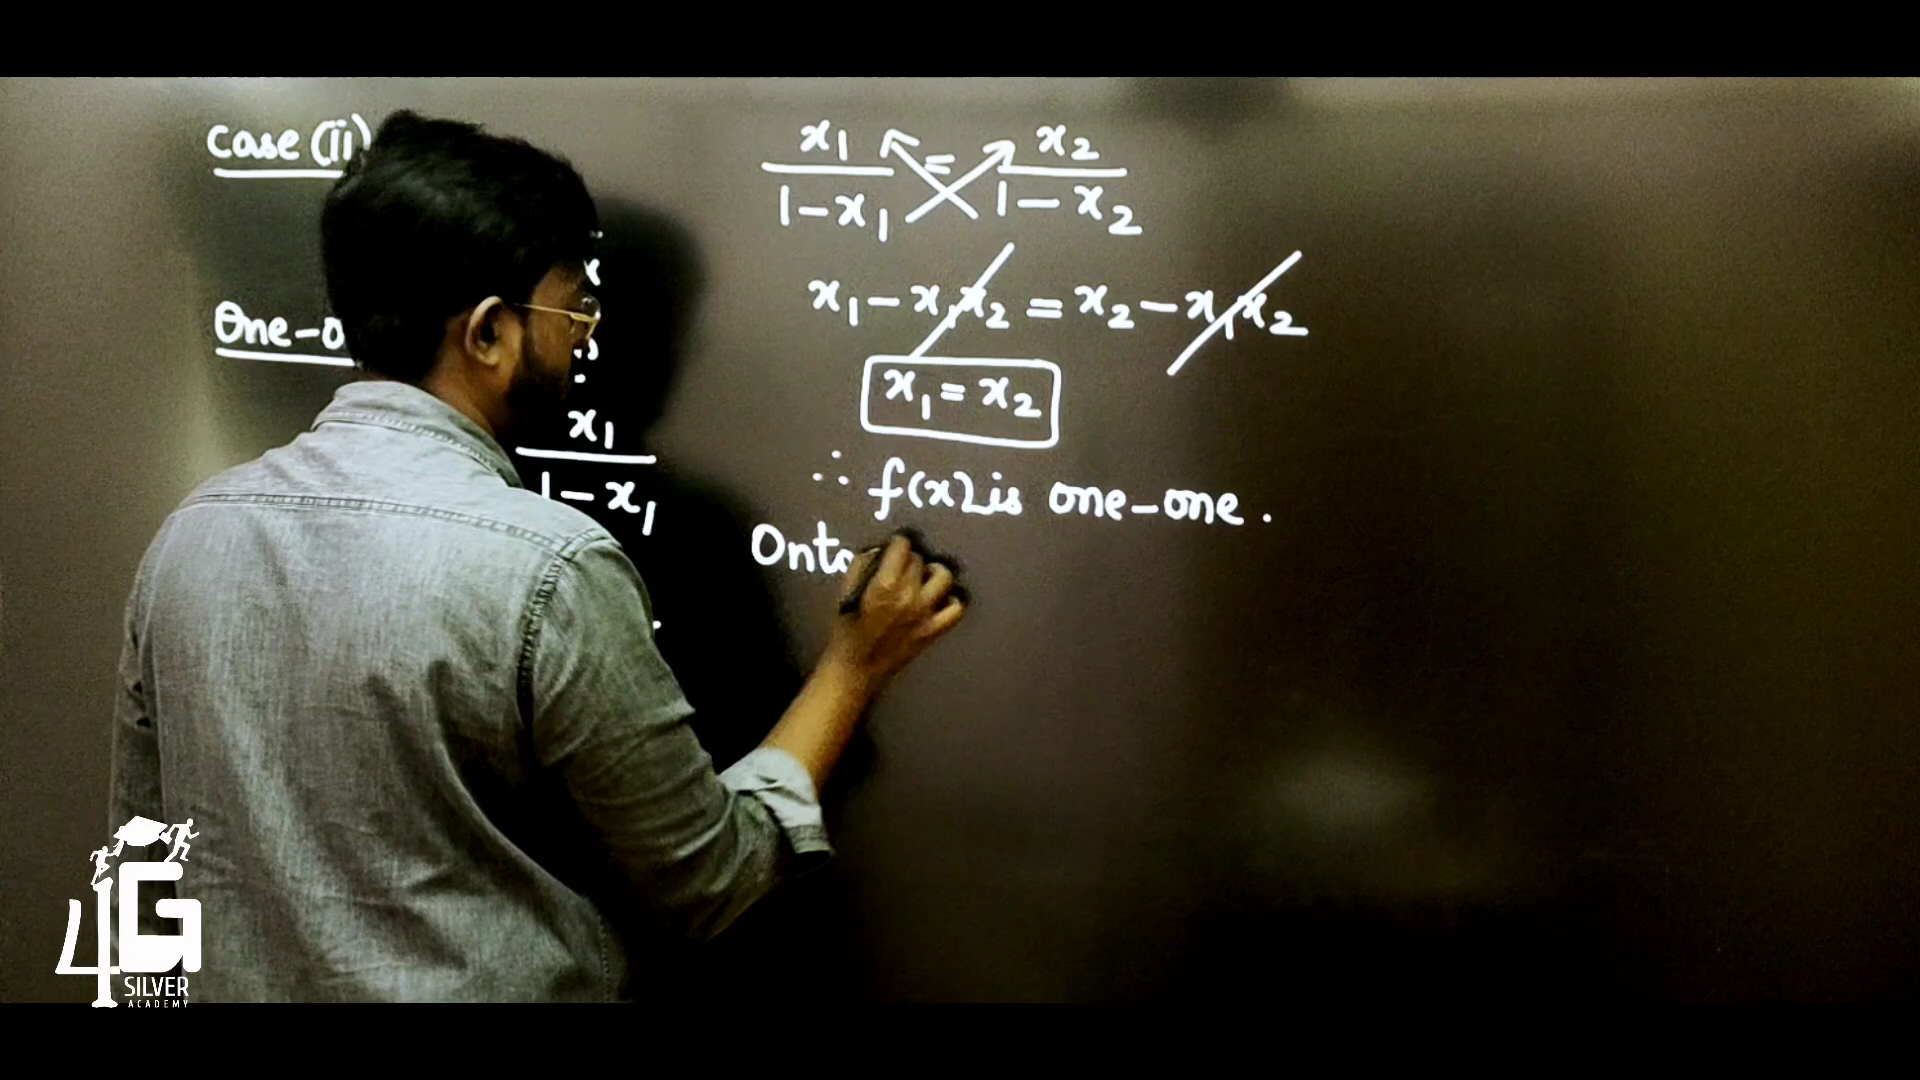 Case (ii)
x
One-o
x₁
1-x₁
x₁/(1-x₁) = x₂/(1-x₂)
x₁ - x₁x₂ = x₂ - x₁x₂
x₁ = x₂
∴ f(x) is one-one.
Onto
4G
SILVER
ACADEMY